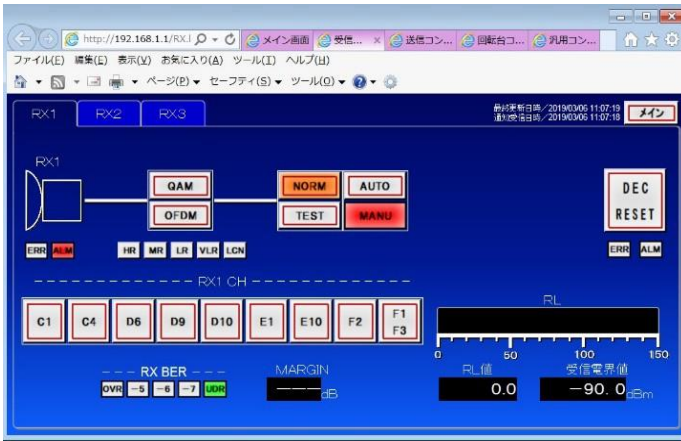 http://192.168.1.1/RX.l
メイン画面
受信...
送信コン...
回転台コ...
汎用コン...
ファイル(F) 編集(E) 表示(V) お気に入り(A) ツール(T) ヘルプ(H)
ページ(P) セーフティ(S) ツール(O)
RX1 RX2 RX3
最終更新日時/2019/03/06 11:07:19
通知受信日時/2019/03/06 11:07:18
メイン
RX1
QAM NORM AUTO
OFDM TEST MANU
DEC
RESET
ERR ALM HR MR LR VLR LCN ERR ALM
RX1 CH
C1 C4 D6 D9 D10 E1 E10 F2 F1
F3
RL
0 50 100 150
RX BER MARGIN RL値 受信電界値
OVR -5 -6 -7 UDR ---dB 0.0 -90.0dBm